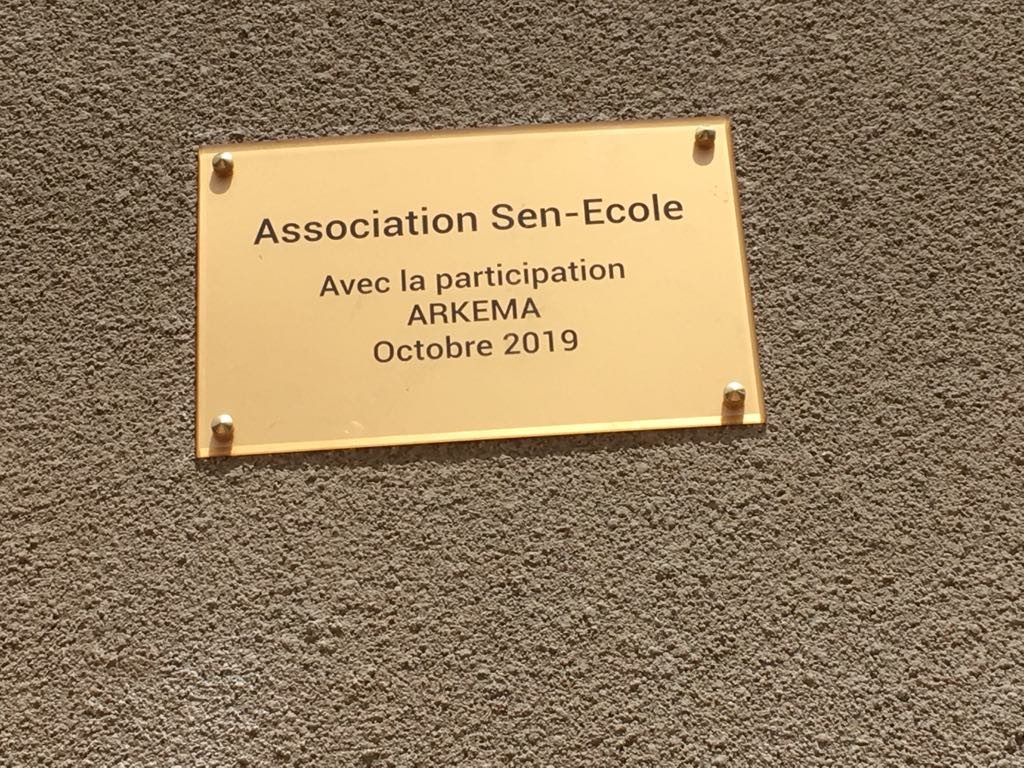 Association Sen-Ecole
Avec la participation
ARKEMA
Octobre 2019